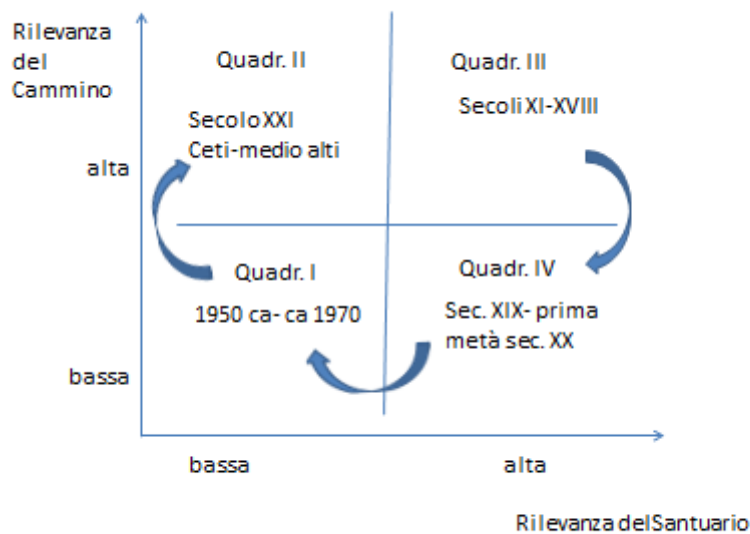 Rilevanza
del
Cammino
Quadr. II
Quadr. III
Secolo XXI
Ceti-medio alti
Secoli XI-XVIII
alta
Quadr. I
Quadr. IV
1950 ca- ca 1970
Sec. XIX- prima
metà sec. XX
bassa
bassa
alta
Rilevanza del Santuario